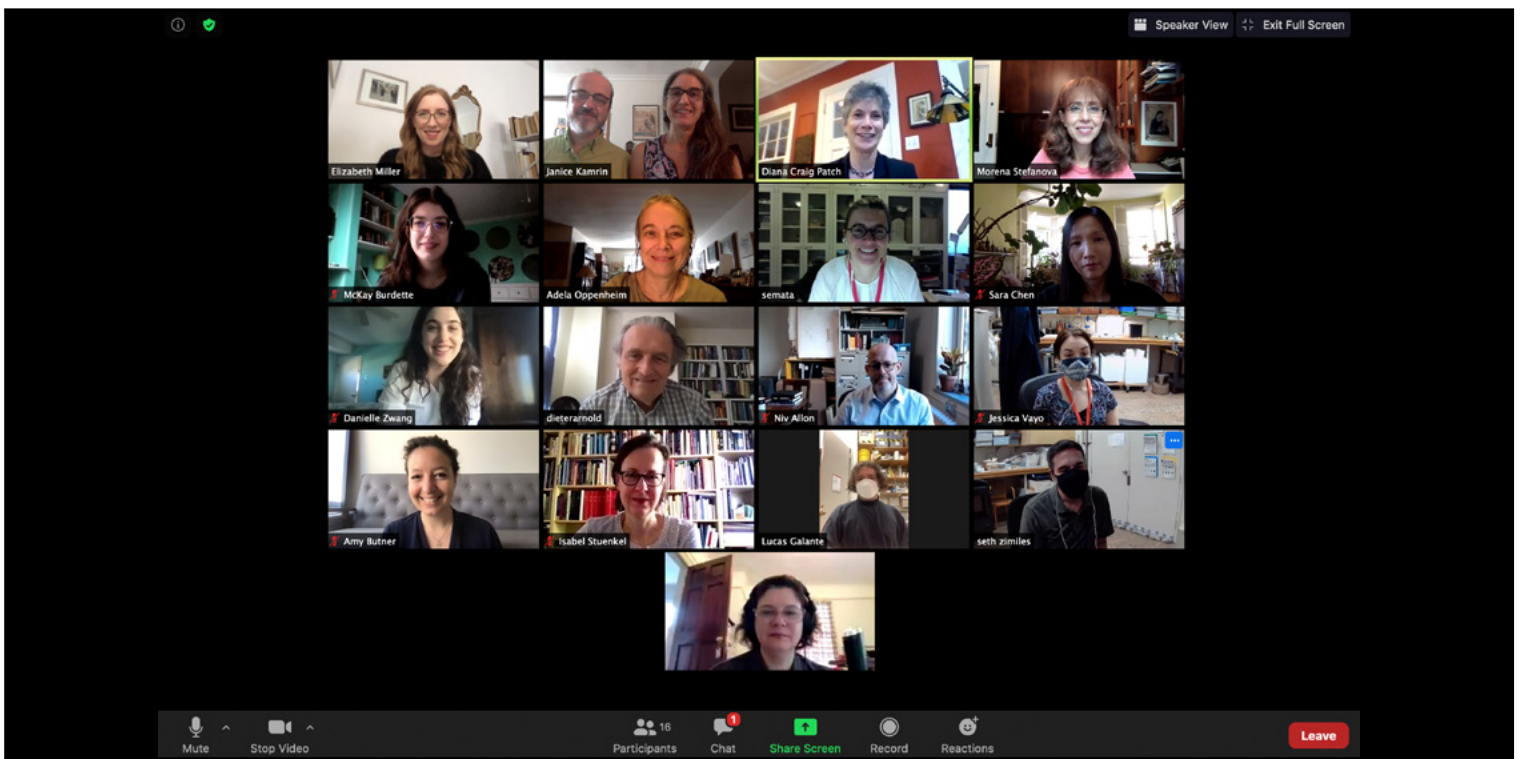 Speaker View Exit Full Screen
Elizabeth Miller
Janice Kamrin
Diana Craig Patch
Morena Stefanova
McKay Burdette
Adela Oppenheim
semata
Sara Chen
Danielle Zwang
dieterarnold
Niv Allon
Jessica Vayo
Amy Butner
Isabel Stuenkel
Lucas Galante
seth zimiles
16
1
Mute
Stop Video
Participants
Chat
Share Screen
Record
Reactions
Leave